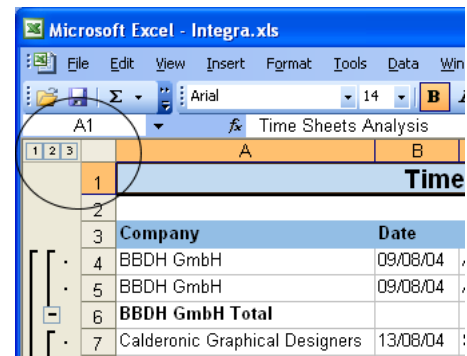 Microsoft Excel - Integra.xls
File Edit View Insert Format Tools Data Win
Σ Arial 14 B
A1 fx Time Sheets Analysis
1 2 3 A B
1 Time
2
3 Company Date
4 BBDH GmbH 09/08/04
5 BBDH GmbH 09/08/04
6 BBDH GmbH Total
7 Calderonic Graphical Designers 13/08/04